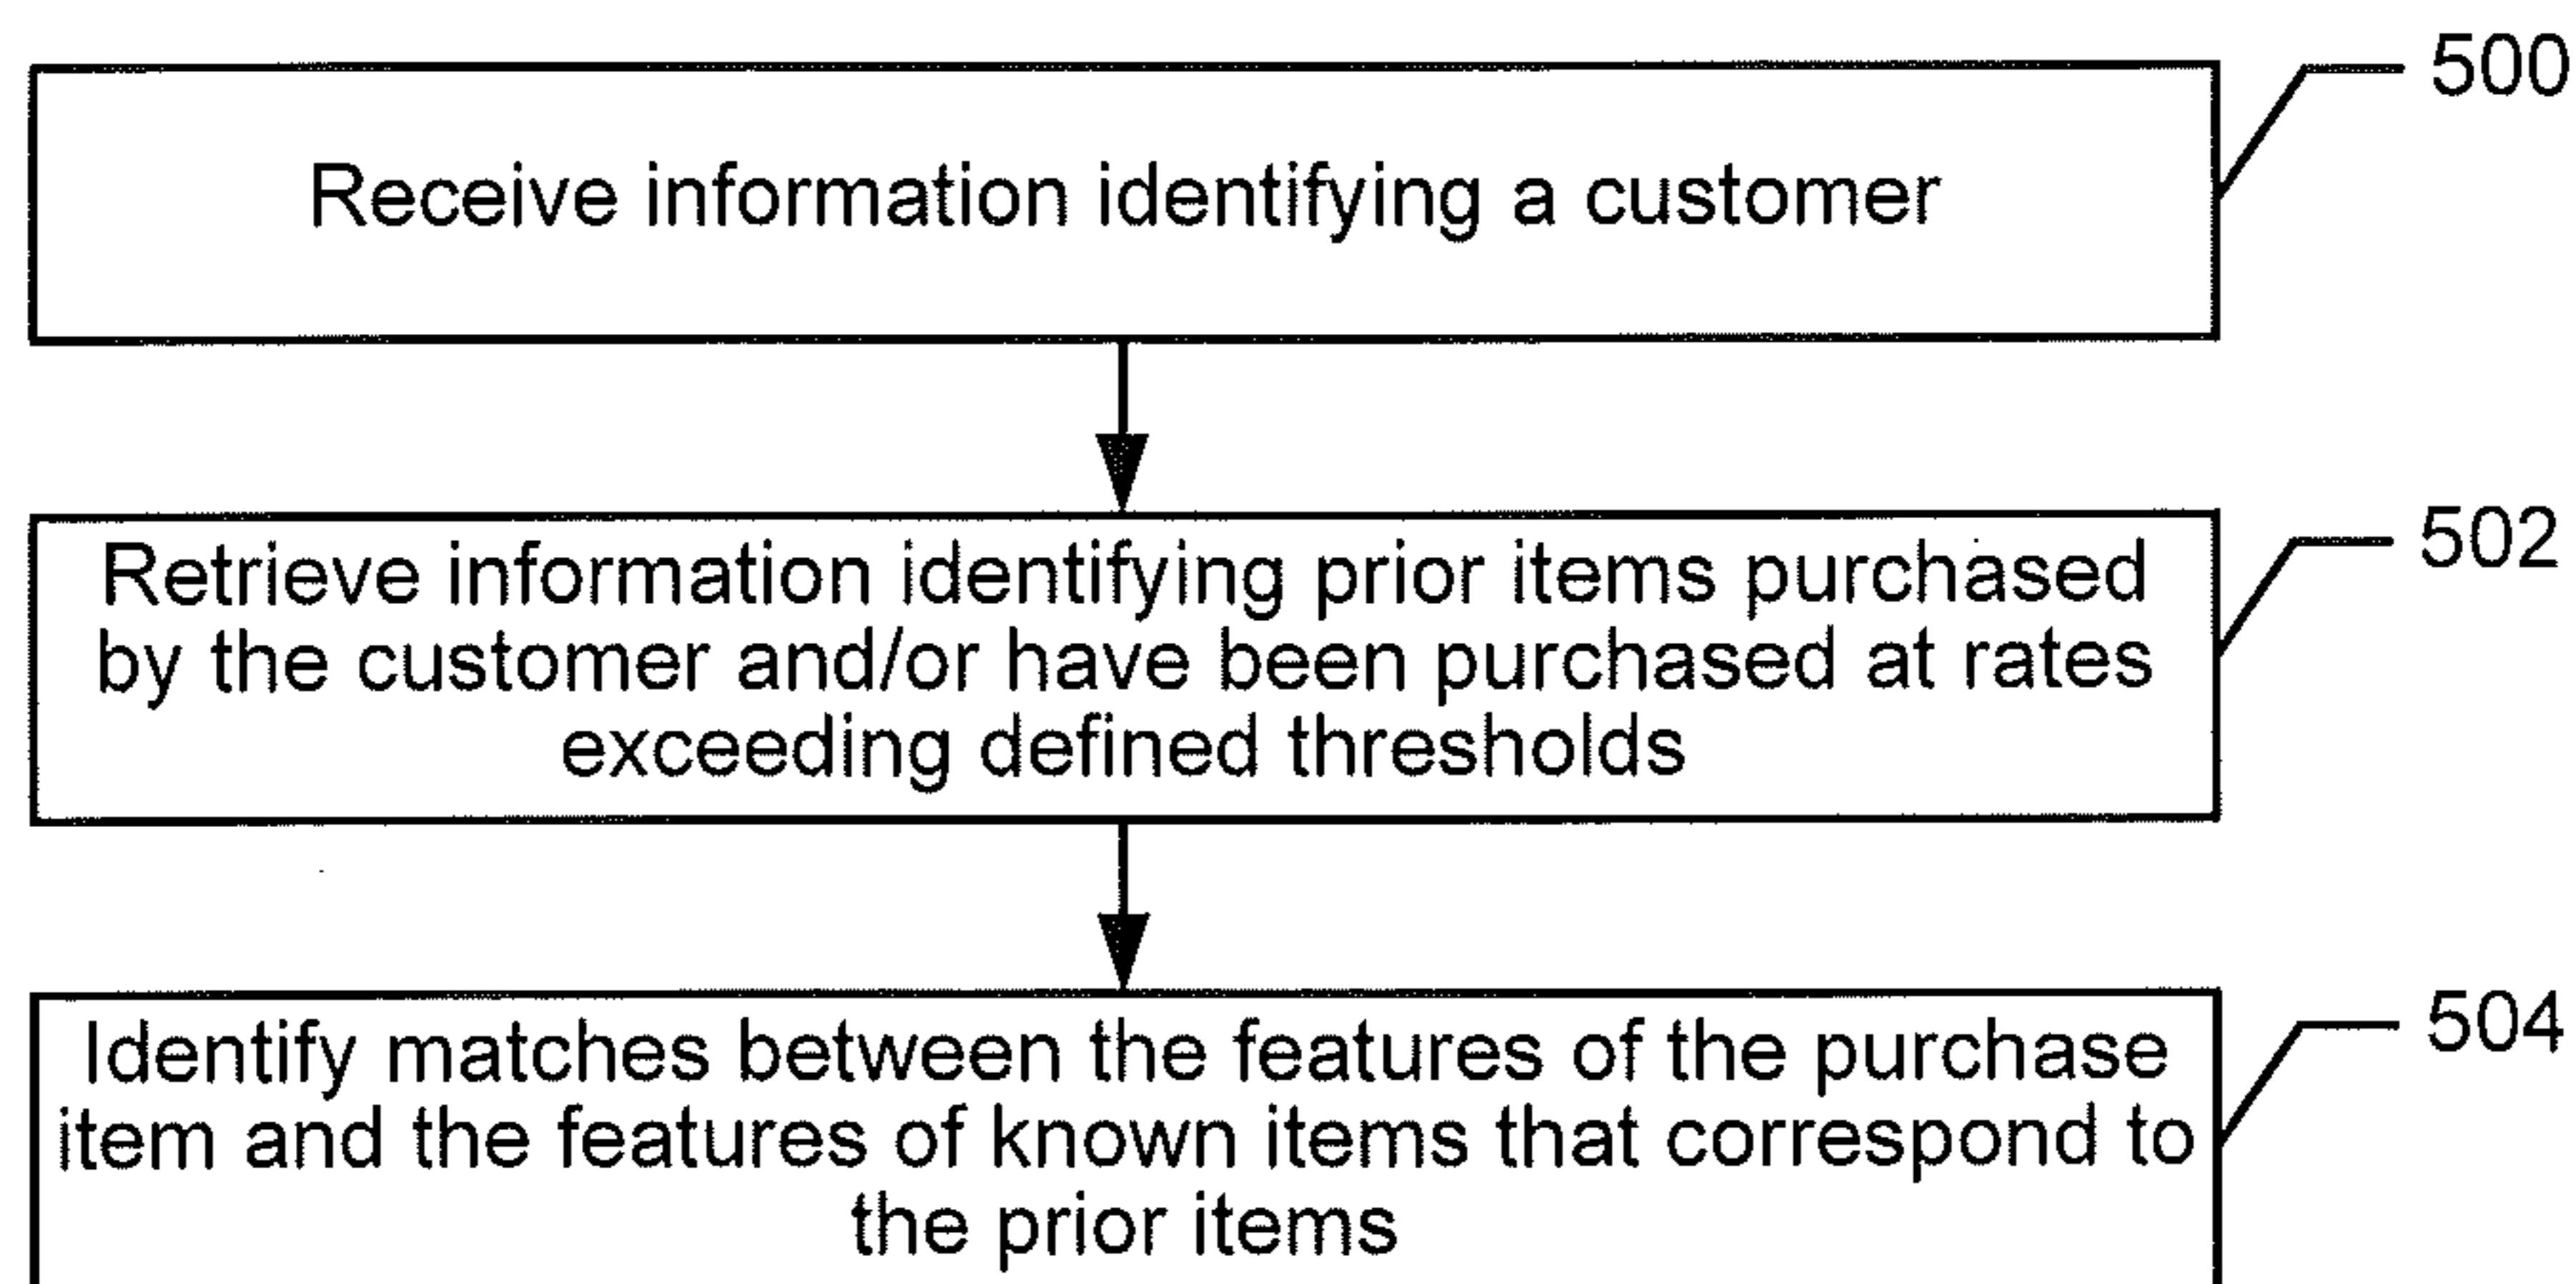 500
Receive information identifying a customer
502
Retrieve information identifying prior items purchased
by the customer and/or have been purchased at rates
exceeding defined thresholds
504
Identify matches between the features of the purchase
item and the features of known items that correspond to
the prior items